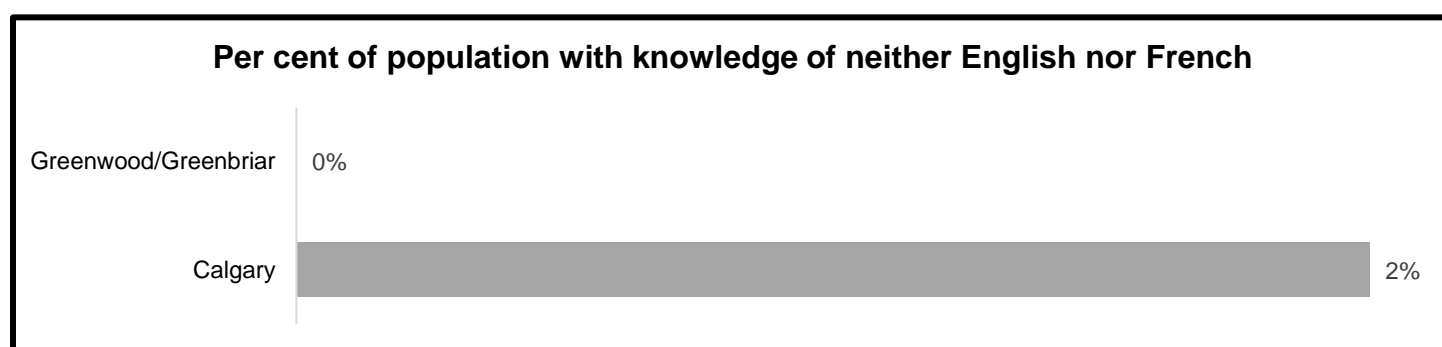 Per cent of population with knowledge of neither English nor French
Greenwood/Greenbriar 0%
Calgary 2%